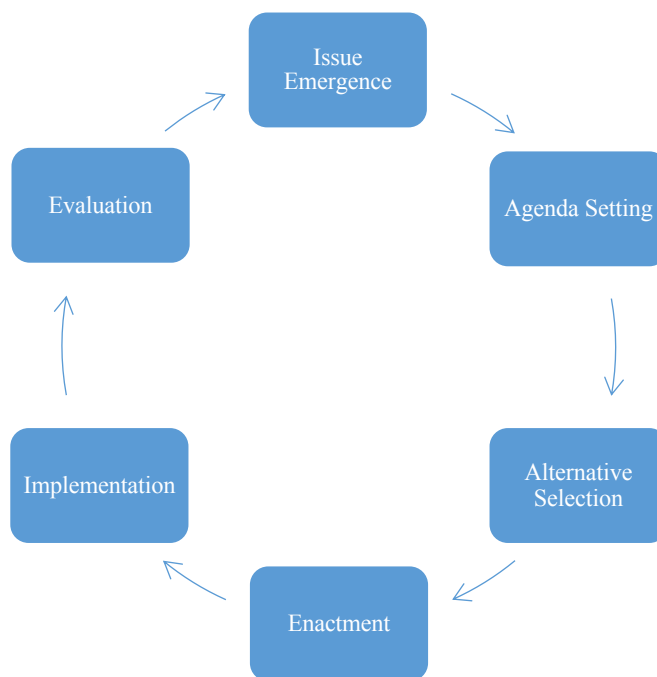 Issue
Emergence
Agenda Setting
Alternative
Selection
Enactment
Implementation
Evaluation